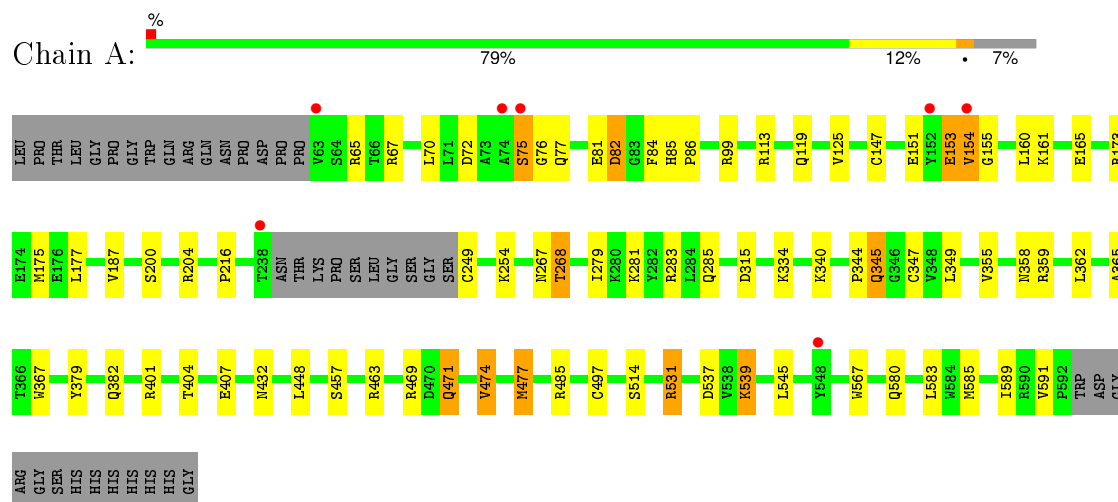 %
Chain A:
79% 12% • 7%
LEU PRO THR LEU GLY PRO GLY TRP GLN ARG GLN ASN PRO ASP PRO PRO V63 S64 R65 T66 R67 L70 L71 D72 A73 A74 S75 G76 Q77 E81 D82 G83 F84 H85 P86 R99 R113 Q119 V125 C147 E151 Y152 E153 V154 G155 L160 K161 E165 R173
E174 M175 E176 L177 V187 S200 R204 P216 T238 ASN THR LYS PRO SER LEU GLY SER GLY SER C249 K254 N267 T268 I279 K280 K281 Y282 R283 L284 Q285 D315 K334 K340 P344 Q345 G346 C347 V348 L349 V355 N358 R359 L362 A365
T366 W367 Y379 Q382 R401 T404 E407 N432 L448 S457 R463 R469 D470 Q471 V474 M477 R485 C497 S514 R531 D537 V538 K539 L545 Y548 W567 Q580 L583 W584 M585 I589 R590 V591 P592 TRP ASP GLY
ARG GLY SER HIS HIS HIS HIS HIS HIS GLY